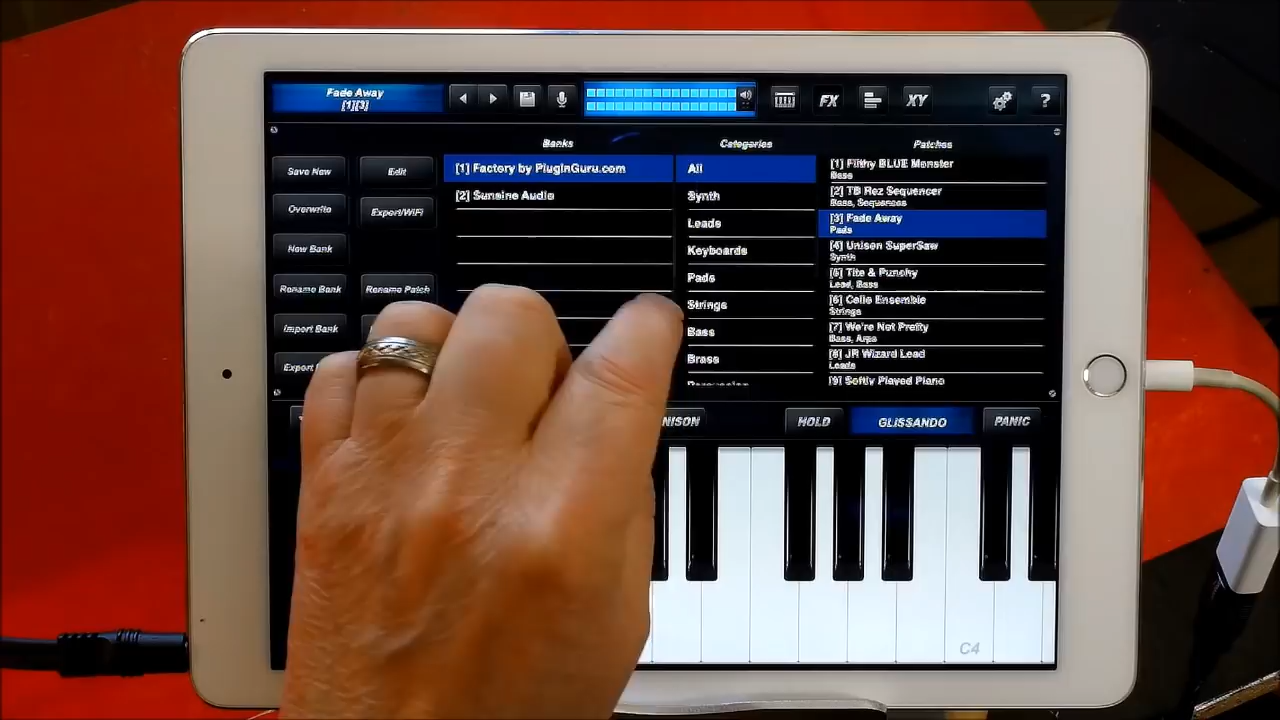 Fade Away
[1][3]
FX
XY
?
Banks
Categories
Patches
Save New
Edit
Overwrite
Export/WiFi
New Bank
Rename Bank
Rename Patch
Import Bank
Export
[1] Factory by PluginGuru.com
[2] Sunsine Audio
All
Synth
Leads
Keyboards
Pads
Strings
Bass
Brass
[1] Filthy BLUE Monster
Bass
[2] TB Rez Sequencer
Bass, Sequences
[3] Fade Away
Pads
[4] Unison SuperSaw
Synth
[5] Tite & Punchy
Lead, Bass
[6] Cello Ensemble
Strings
[7] We're Not Pretty
Bass, Arps
[8] JR Wizard Lead
Leads
[9] Softly Played Piano
NISON
HOLD
GLISSANDO
PANIC
C4